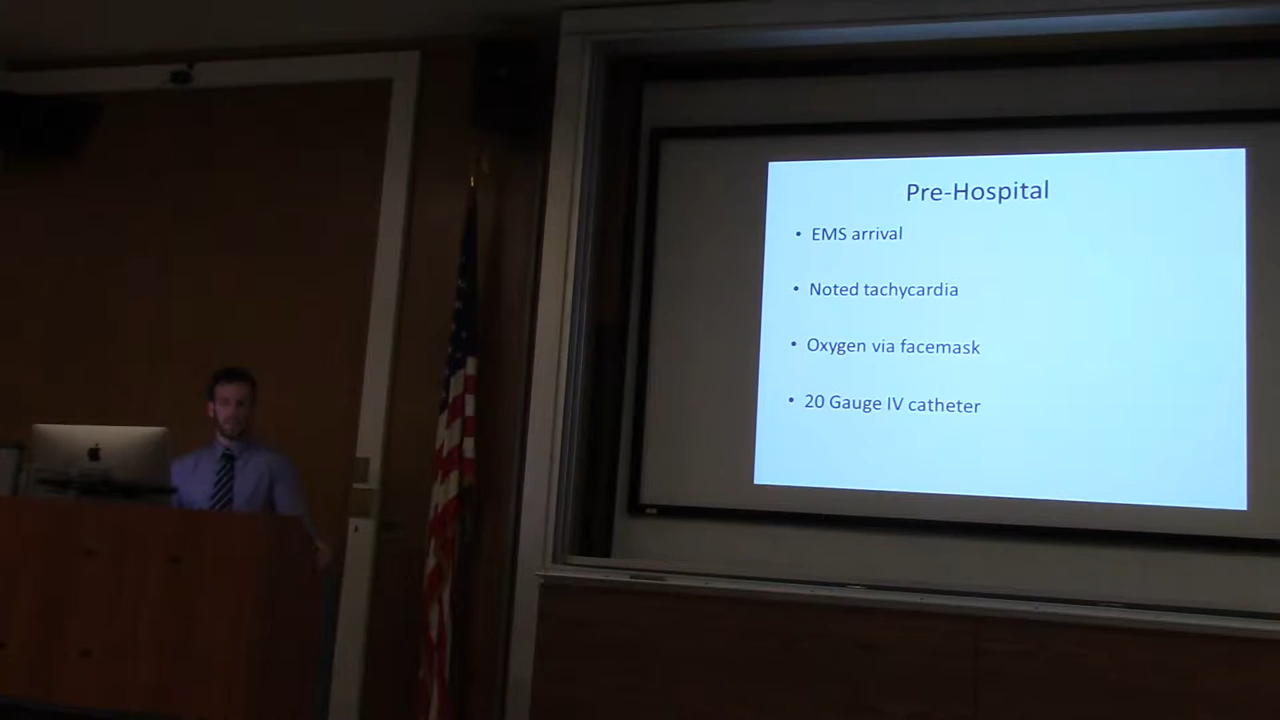 Pre-Hospital
• EMS arrival
• Noted tachycardia
• Oxygen via facemask
• 20 Gauge IV catheter